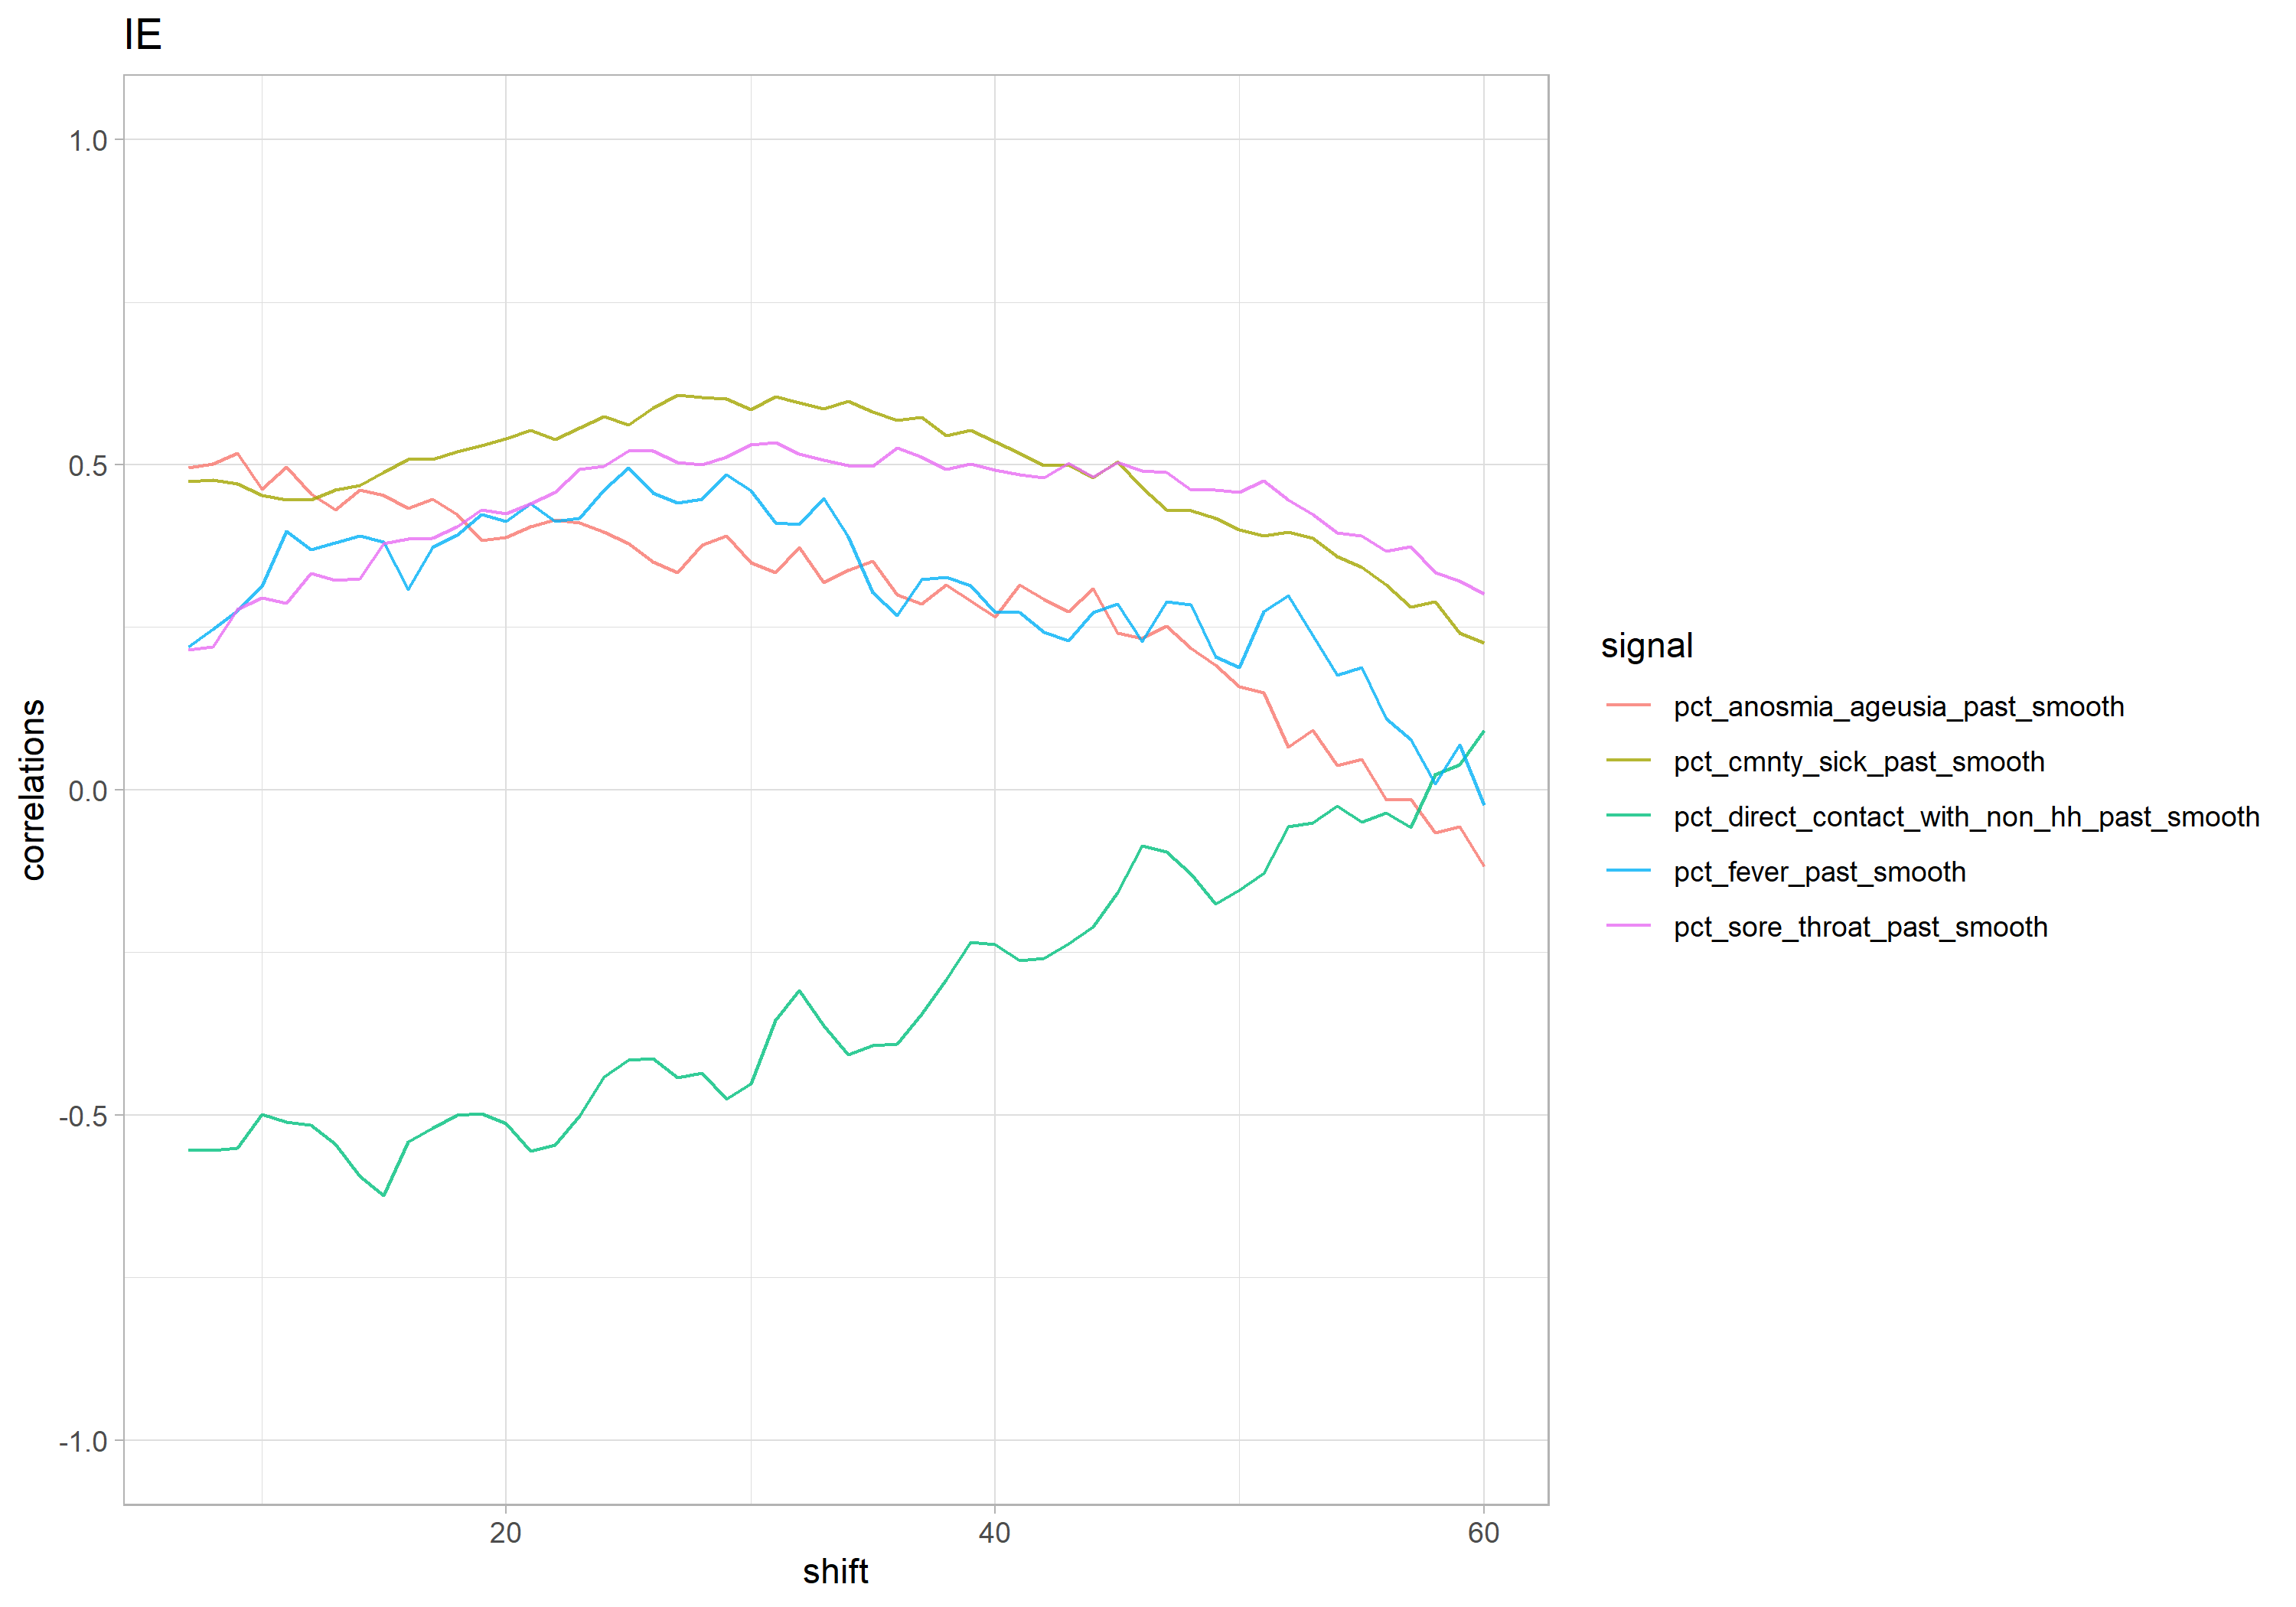 IE
1.0
0.5
0.0
-0.5
-1.0
correlations
20 40 60
shift
signal
pct_anosmia_ageusia_past_smooth
pct_cmnty_sick_past_smooth
pct_direct_contact_with_non_hh_past_smooth
pct_fever_past_smooth
pct_sore_throat_past_smooth